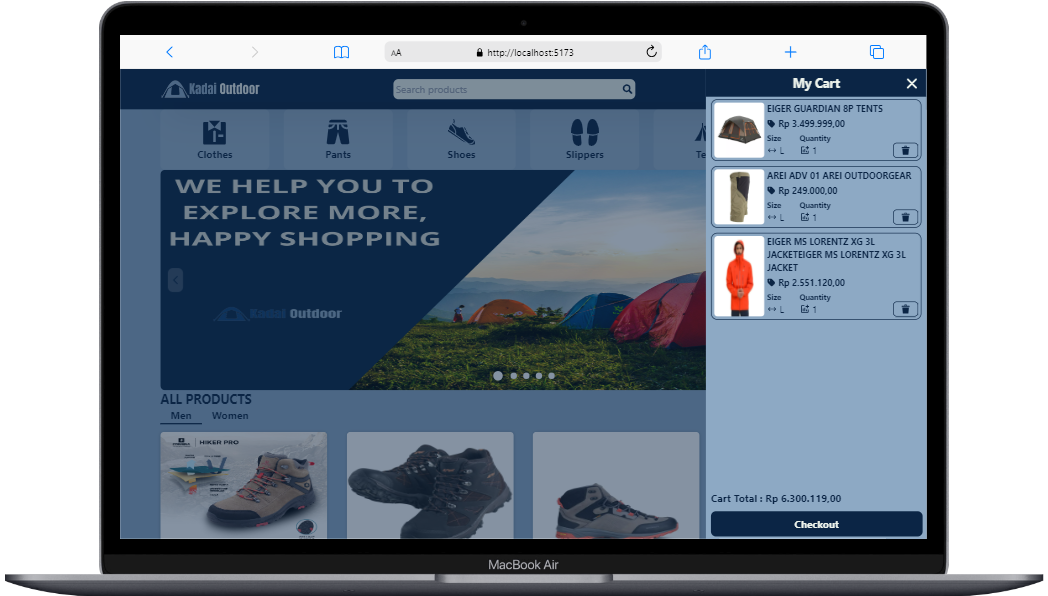 AA
http://localhost:5173
Kadai Outdoor
Search products
My Cart
Clothes
Pants
Shoes
Slippers
Te
WE HELP YOU TO
EXPLORE MORE,
HAPPY SHOPPING
Kadai Outdoor
ALL PRODUCTS
Men
Women
HIKER PRO
EIGER GUARDIAN 8P TENTS
Rp 3.499.999,00
Size Quantity
L 1
AREI ADV 01 AREI OUTDOORGEAR
Rp 249.000,00
Size Quantity
L 1
EIGER MS LORENTZ XG 3L
JACKETEIGER MS LORENTZ XG 3L
JACKET
Rp 2.551.120,00
Size Quantity
L 1
Cart Total : Rp 6.300.119,00
Checkout
MacBook Air